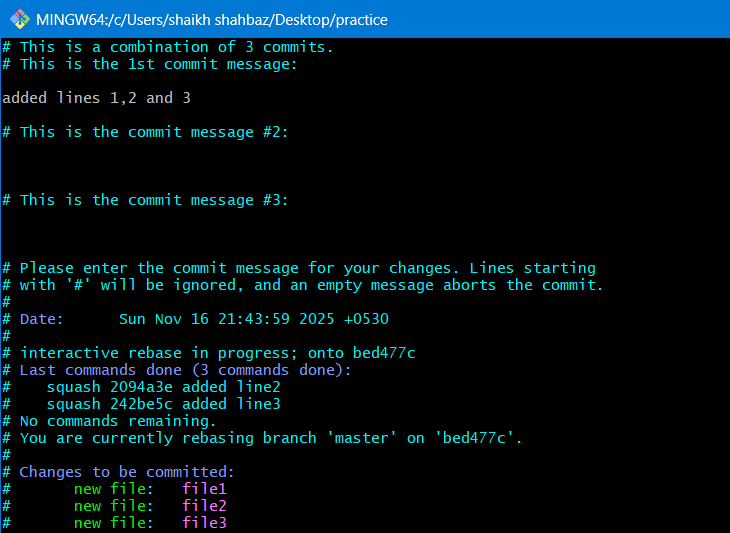 MINGW64:/c/Users/shaikh shahbaz/Desktop/practice
# This is a combination of 3 commits.
# This is the 1st commit message:
added lines 1,2 and 3
# This is the commit message #2:
# This is the commit message #3:
# Please enter the commit message for your changes. Lines starting
# with '#' will be ignored, and an empty message aborts the commit.
#
# Date:      Sun Nov 16 21:43:59 2025 +0530
#
# interactive rebase in progress; onto bed477c
# Last commands done (3 commands done):
#    squash 2094a3e added line2
#    squash 242be5c added line3
# No commands remaining.
# You are currently rebasing branch 'master' on 'bed477c'.
#
# Changes to be committed:
#       new file:   file1
#       new file:   file2
#       new file:   file3